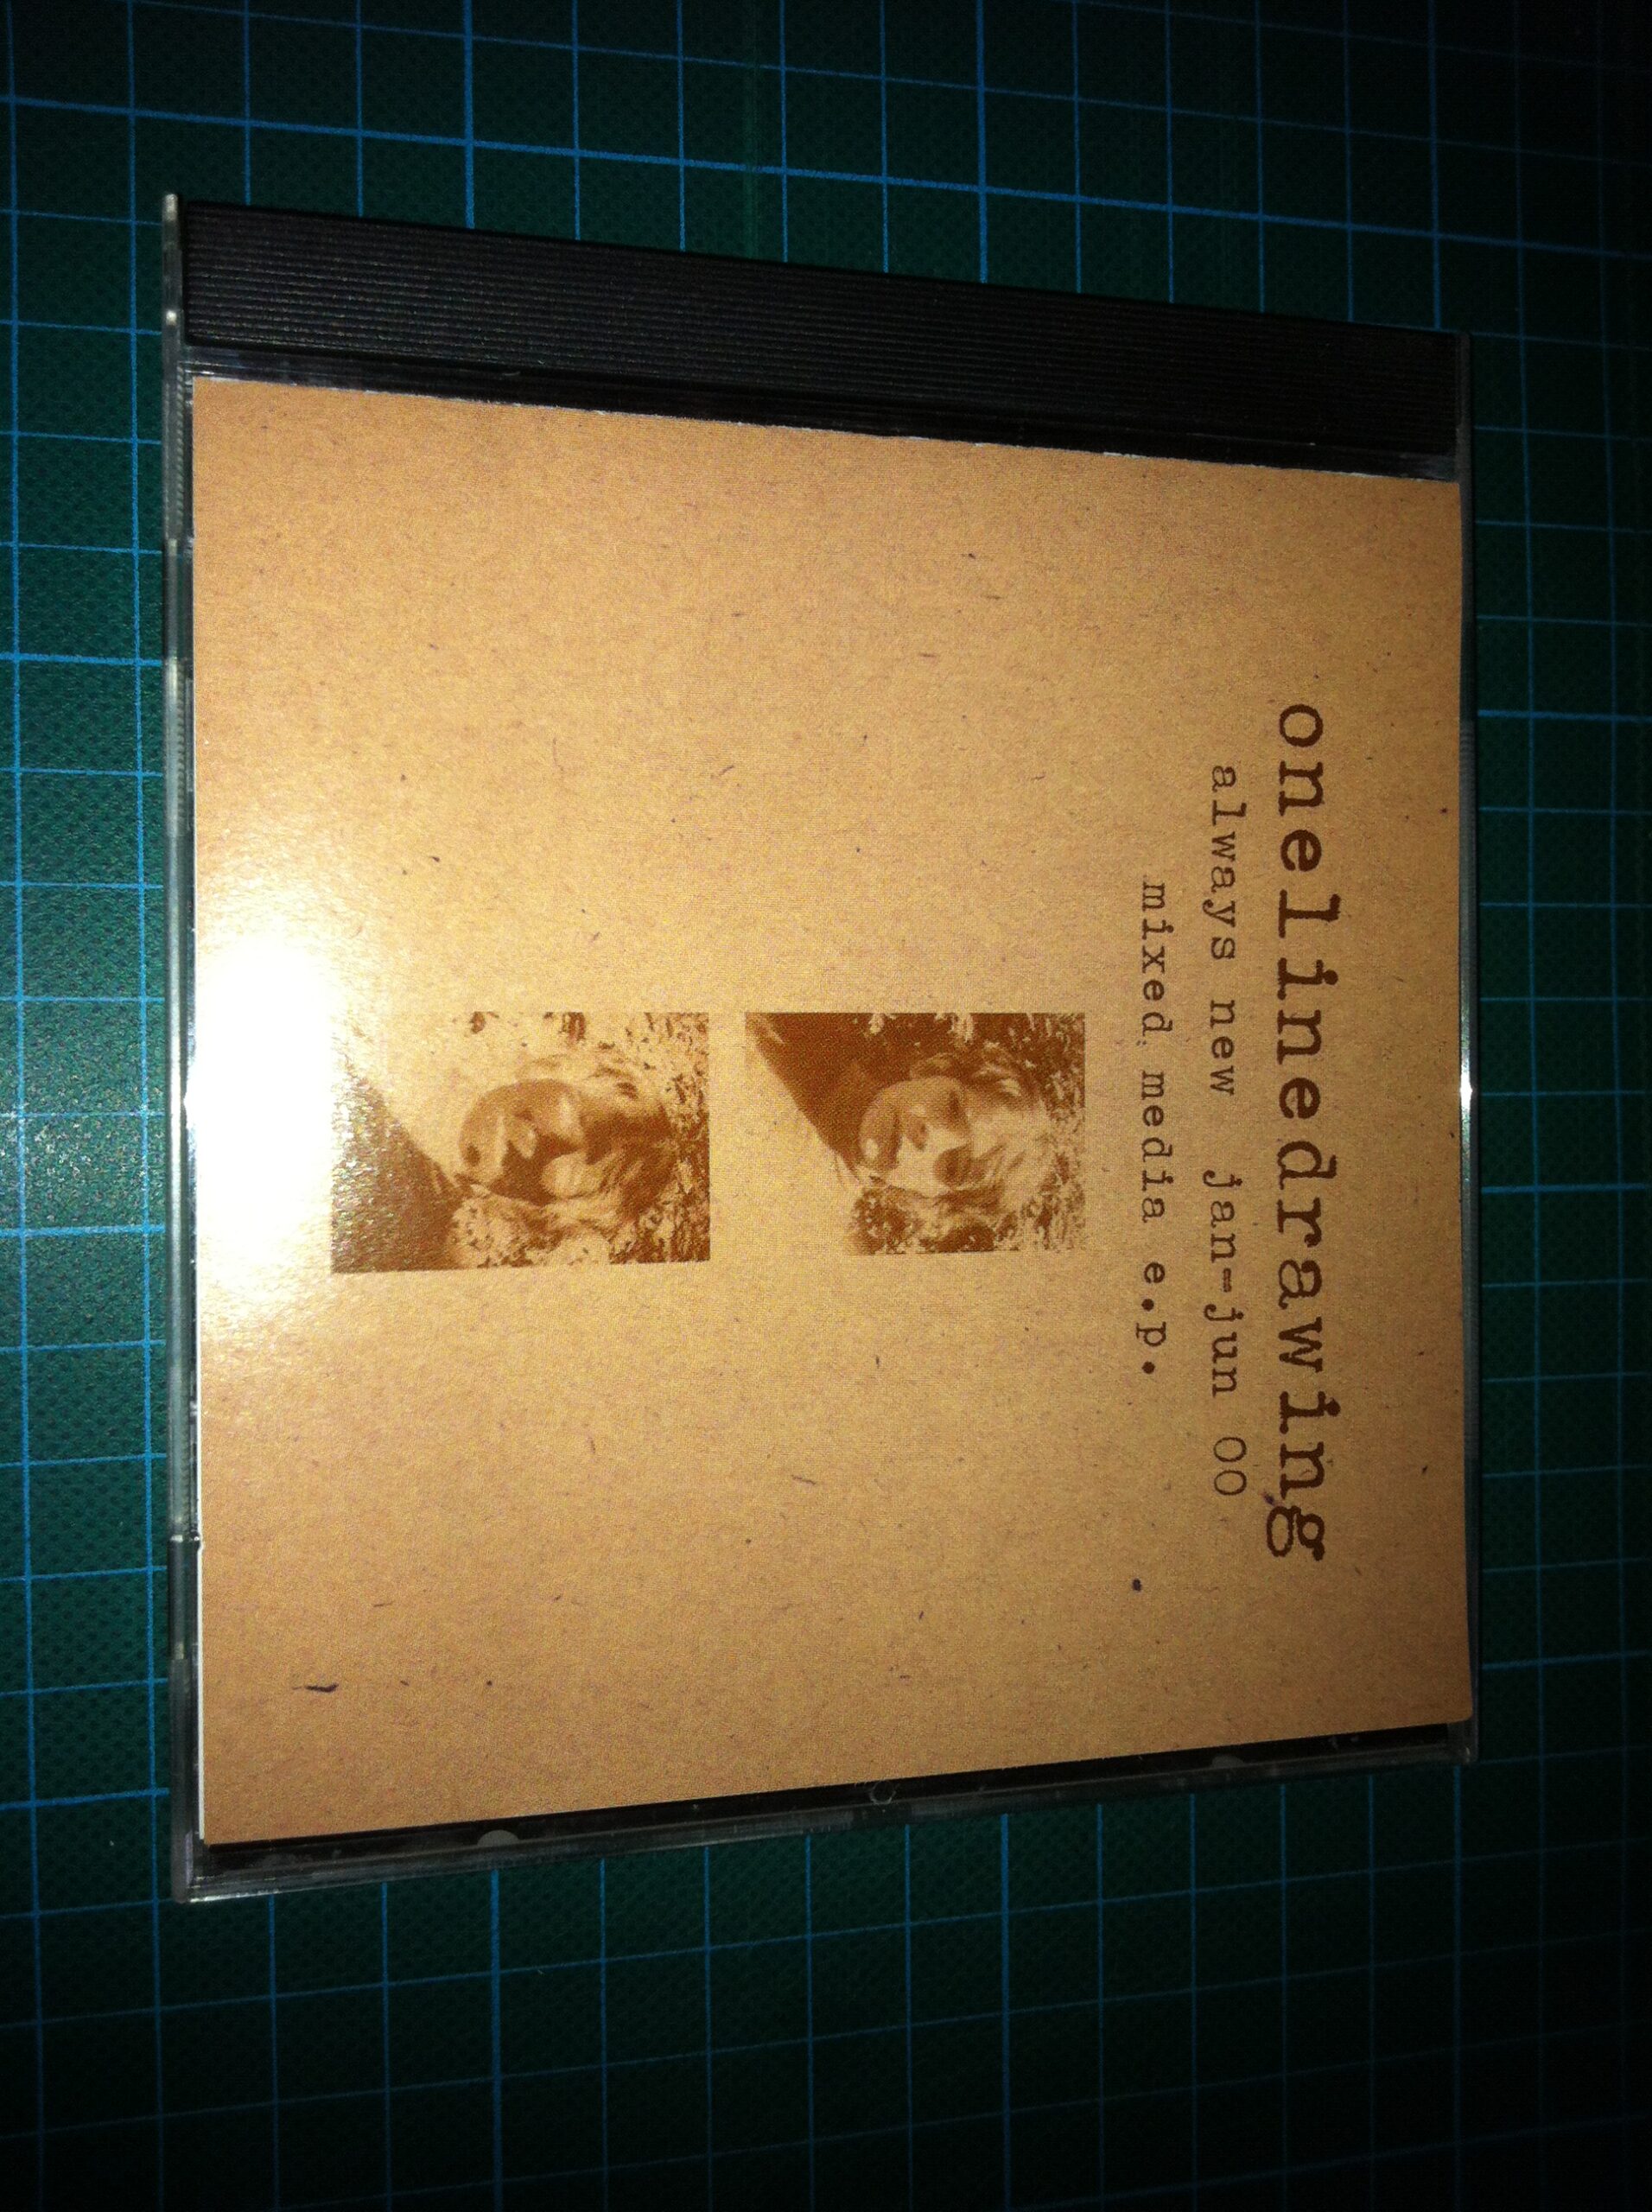 onelinedrawing
always new jan-jun 00
mixed media e.p.